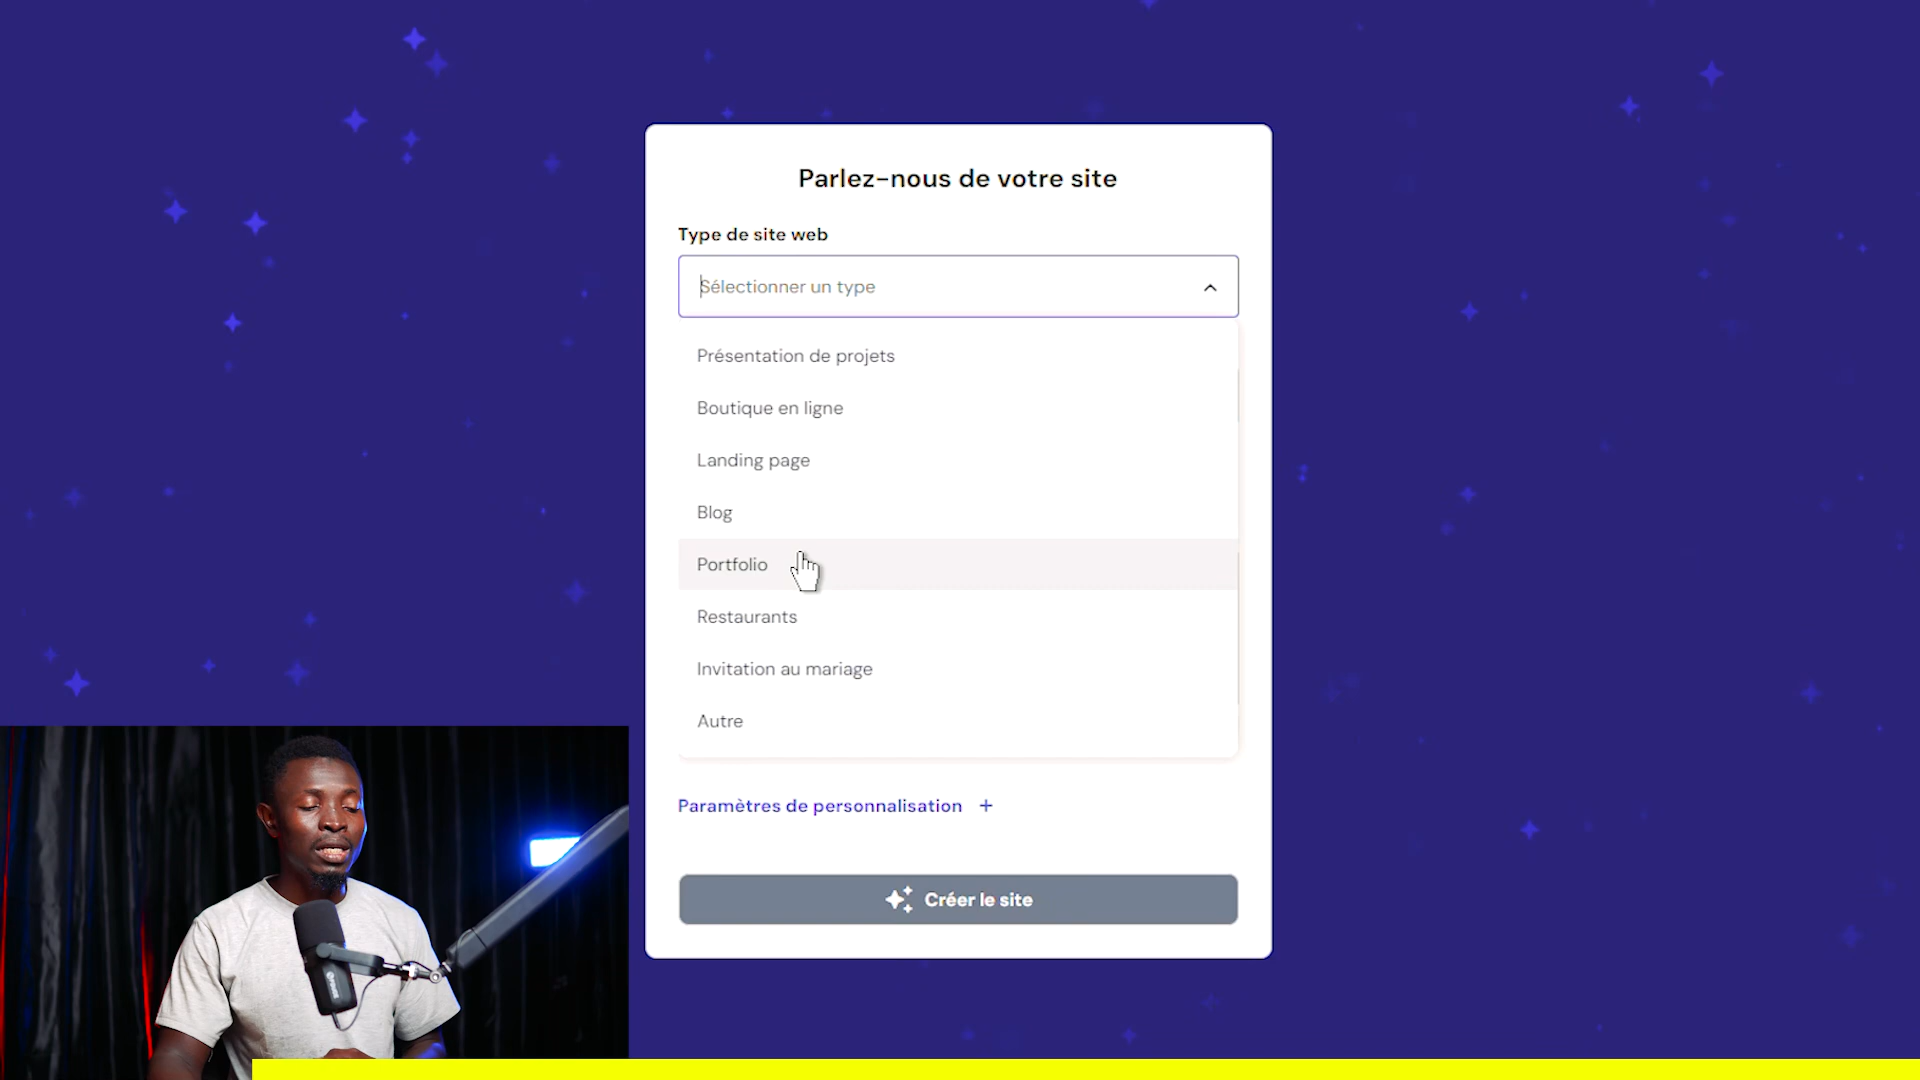 Parlez-nous de votre site
Type de site web
Sélectionner un type
Présentation de projets
Boutique en ligne
Landing page
Blog
Portfolio
Restaurants
Invitation au mariage
Autre
Paramètres de personnalisation +
Créer le site